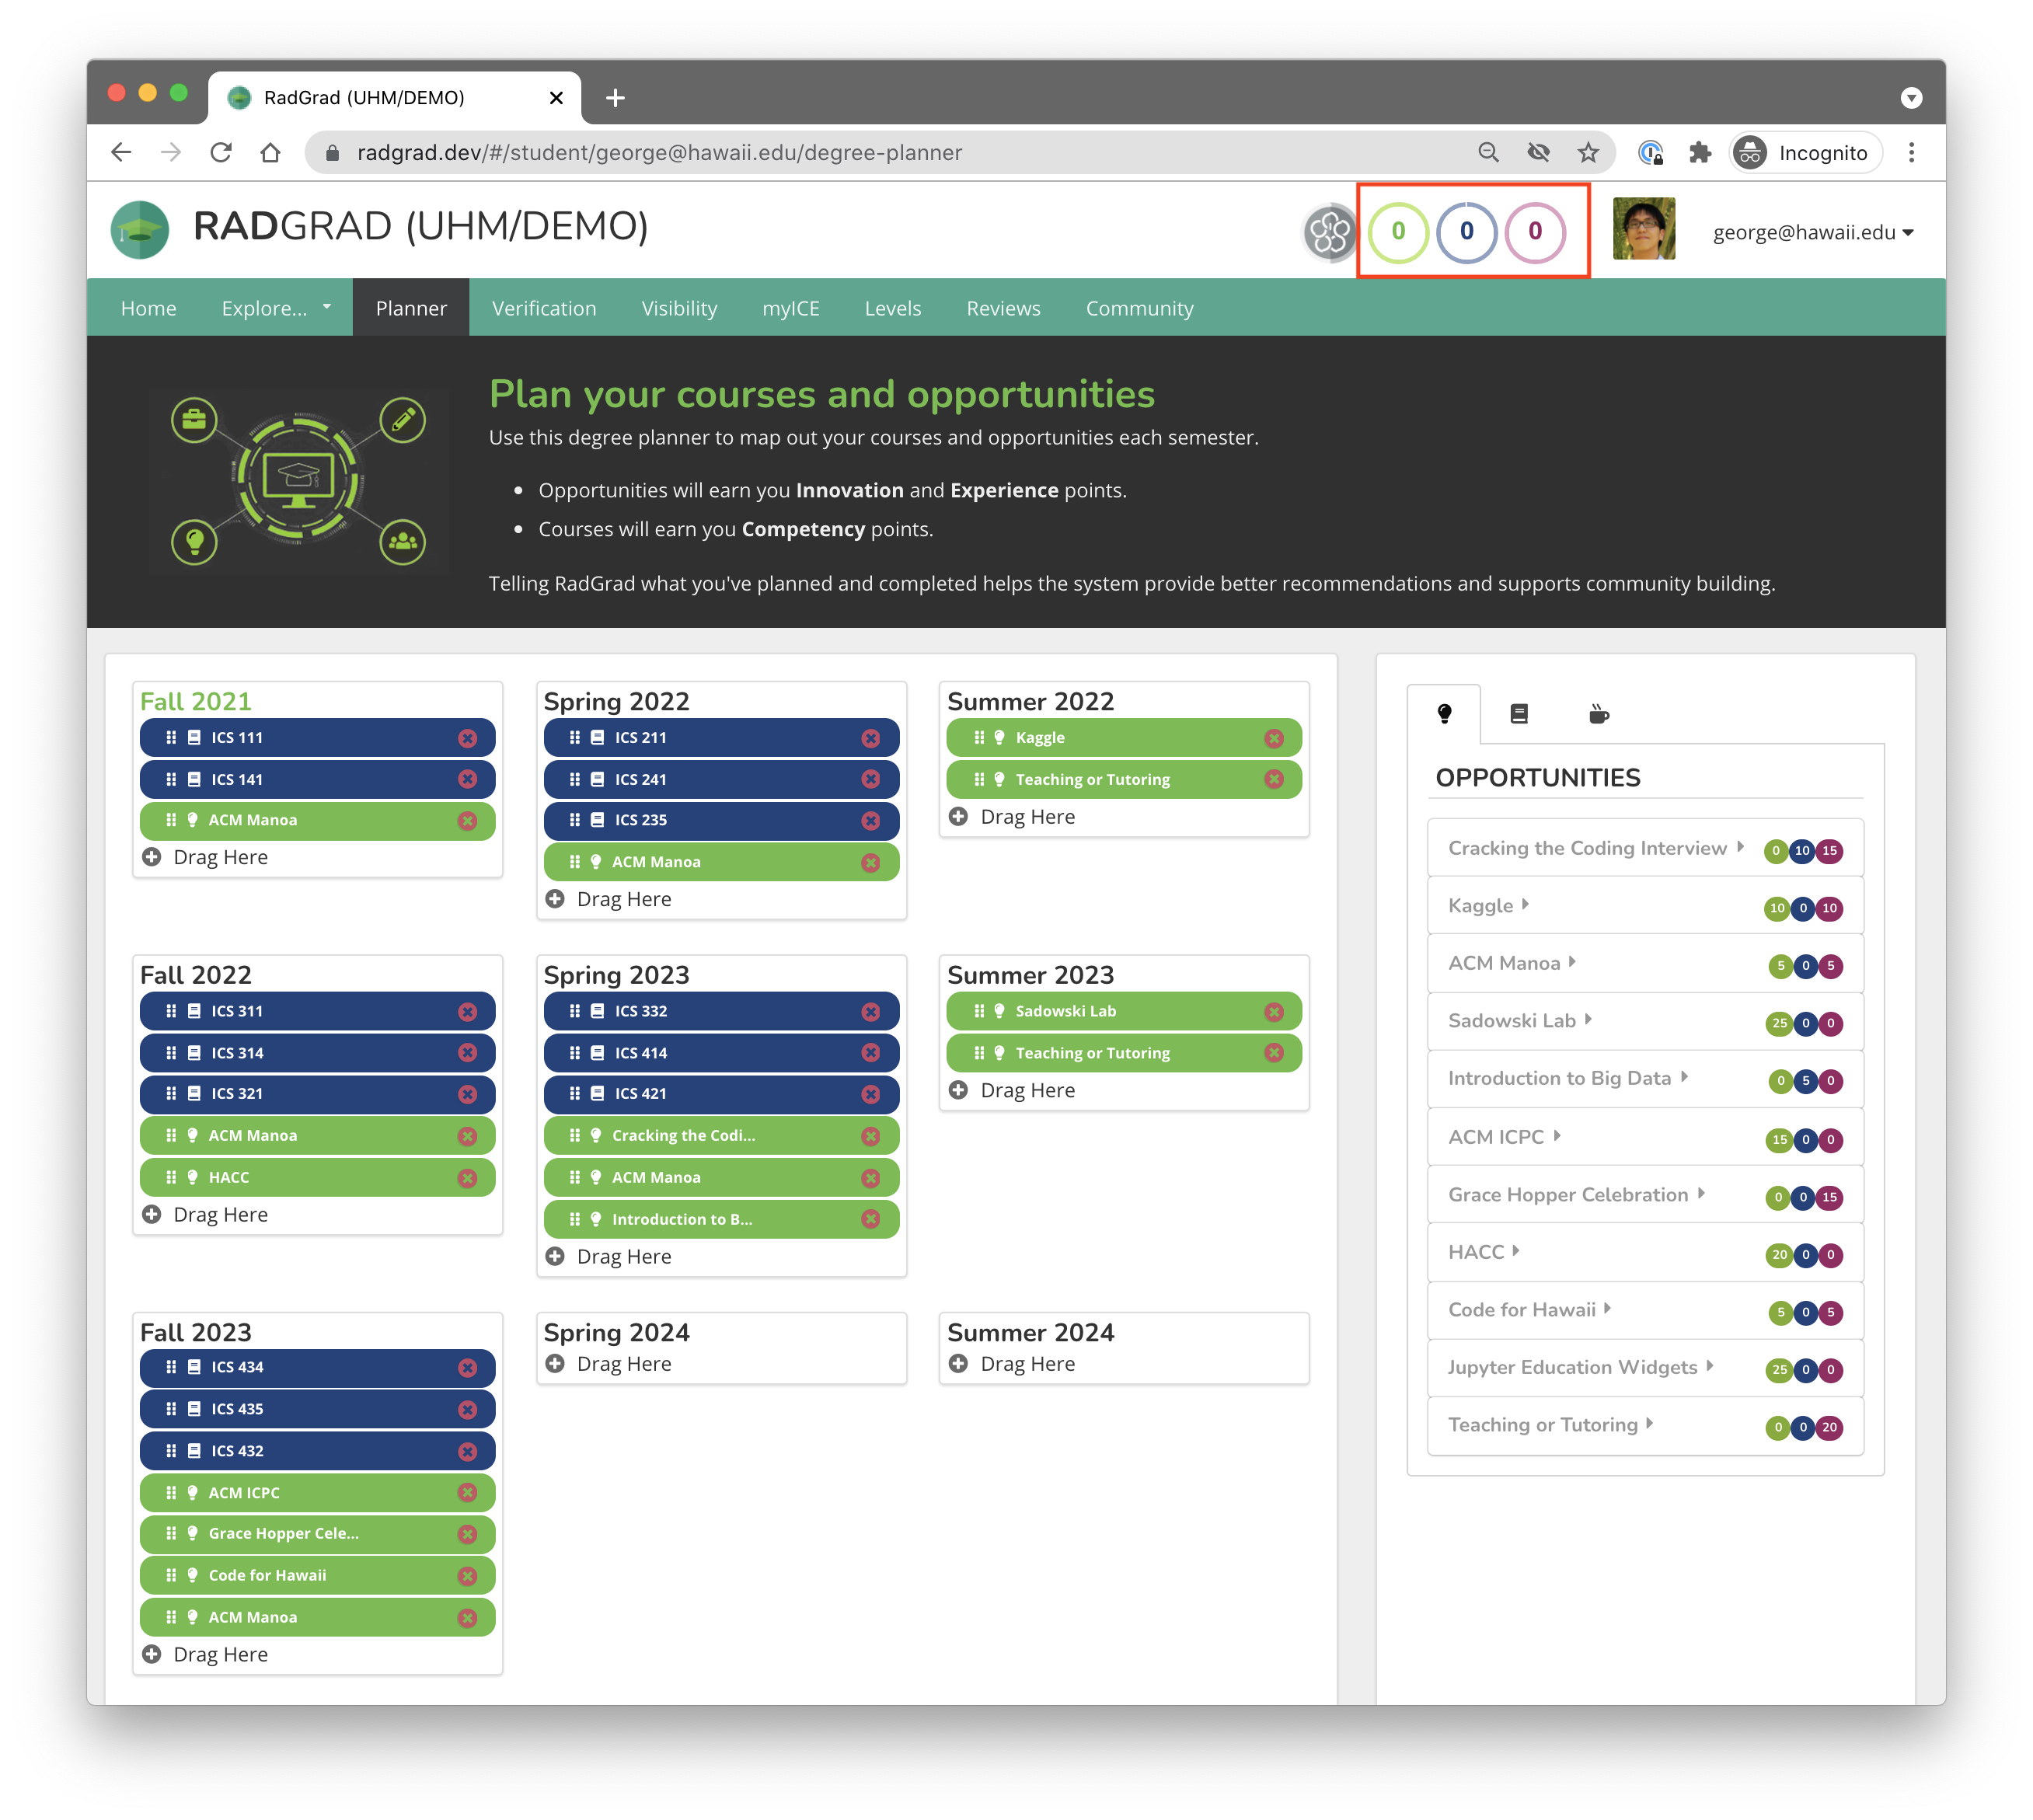 RadGrad (UHM/DEMO)
radgrad.dev/#/student/george@hawaii.edu/degree-planner
Incognito
RADGRAD (UHM/DEMO)
0 0 0
george@hawaii.edu
Home Explore... Planner Verification Visibility myICE Levels Reviews Community
Plan your courses and opportunities
Use this degree planner to map out your courses and opportunities each semester.
• Opportunities will earn you Innovation and Experience points.
• Courses will earn you Competency points.
Telling RadGrad what you've planned and completed helps the system provide better recommendations and supports community building.
Fall 2021
ICS 111
ICS 141
ACM Manoa
Drag Here
Spring 2022
ICS 211
ICS 241
ICS 235
ACM Manoa
Drag Here
Summer 2022
Kaggle
Teaching or Tutoring
Drag Here
Fall 2022
ICS 311
ICS 314
ICS 321
ACM Manoa
HACC
Drag Here
Spring 2023
ICS 332
ICS 414
ICS 421
Cracking the Codi...
ACM Manoa
Introduction to B...
Drag Here
Summer 2023
Sadowski Lab
Teaching or Tutoring
Drag Here
Fall 2023
ICS 434
ICS 435
ICS 432
ACM ICPC
Grace Hopper Cele...
Code for Hawaii
ACM Manoa
Drag Here
Spring 2024
Drag Here
Summer 2024
Drag Here
OPPORTUNITIES
Cracking the Coding Interview 0 10 15
Kaggle 10 0 10
ACM Manoa 5 0 5
Sadowski Lab 25 0 0
Introduction to Big Data 0 5 0
ACM ICPC 15 0 0
Grace Hopper Celebration 0 0 15
HACC 20 0 0
Code for Hawaii 5 0 5
Jupyter Education Widgets 25 0 0
Teaching or Tutoring 0 0 20